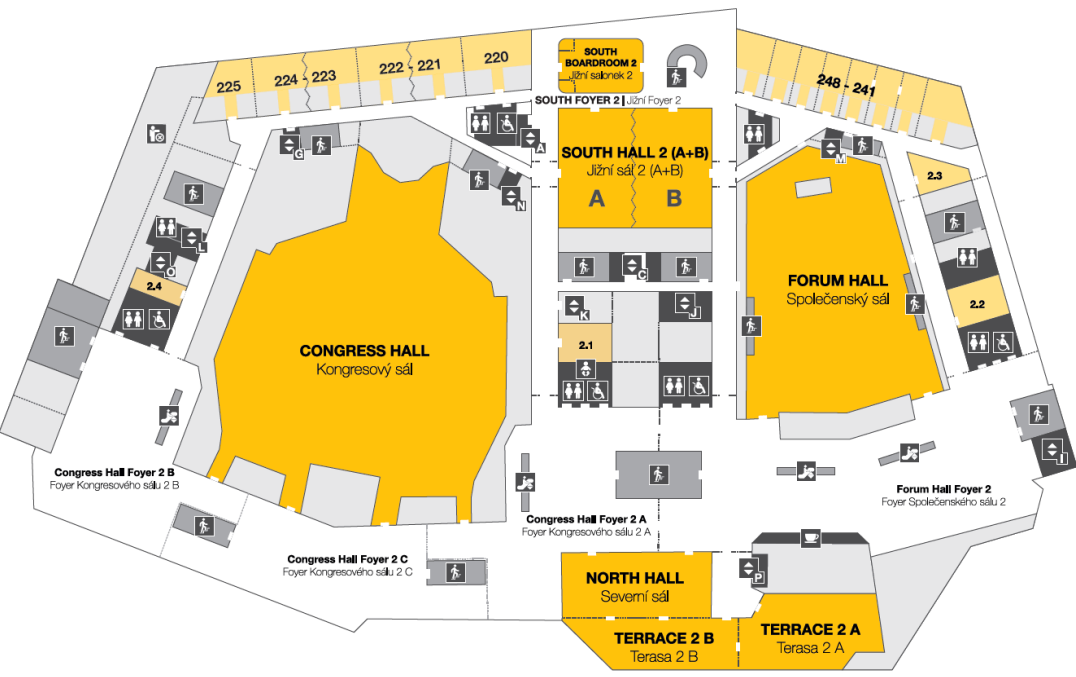 SOUTH
BOARDROOM 2
Jižní salonek 2
220
222 - 221
224 - 223
225
248 - 241
SOUTH FOYER 2 | Jižní Foyer 2
A
G
M
SOUTH HALL 2 (A+B)
Jižní sál 2 (A+B)
A
B
N
2.3
L
O
C
2.4
FORUM HALL
Společenský sál
K
J
2.2
2.1
CONGRESS HALL
Kongresový sál
I
Congress Hall Foyer 2 B
Foyer Kongresového sálu 2 B
Forum Hall Foyer 2
Foyer Společenského sálu 2
Congress Hall Foyer 2 A
Foyer Kongresového sálu 2 A
Congress Hall Foyer 2 C
Foyer Kongresového sálu 2 C
P
NORTH HALL
Severní sál
TERRACE 2 B
Terasa 2 B
TERRACE 2 A
Terasa 2 A